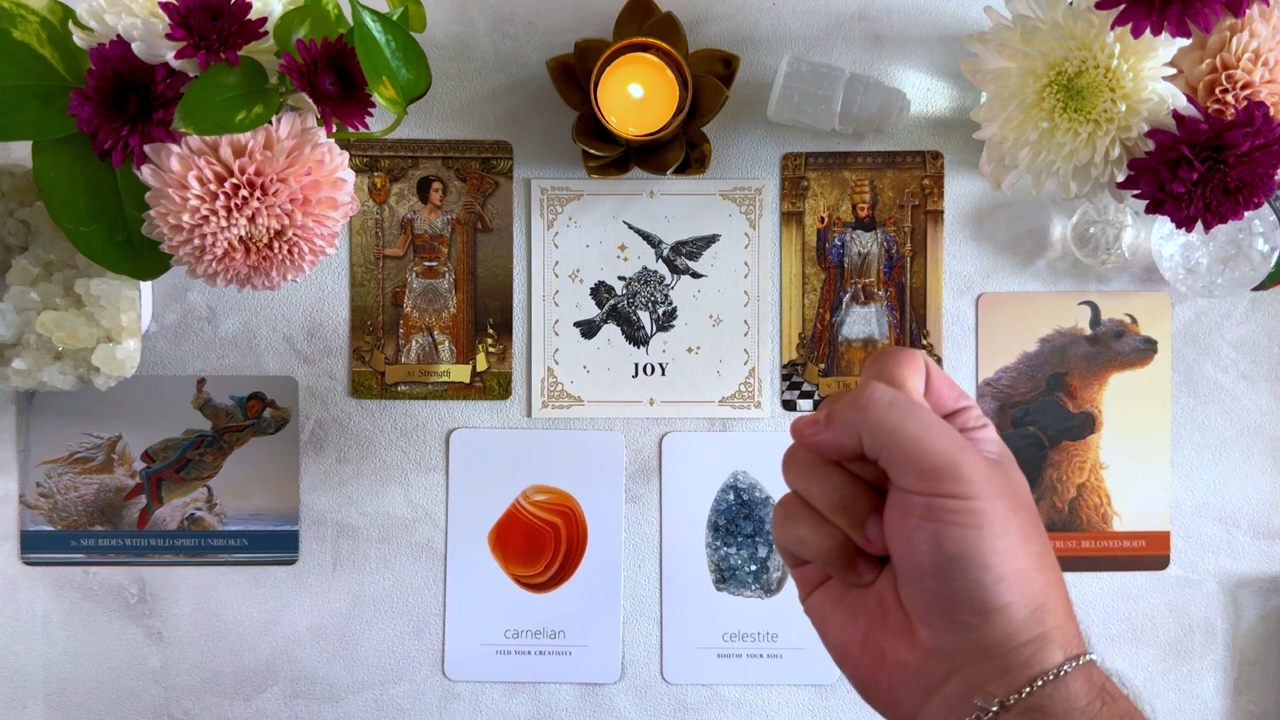 XI Strength
JOY
V The
26. SHE RIDES WITH WILD SPIRIT UNBROKEN
TRUST, BELOVED BODY
carnelian
FEED YOUR CREATIVITY
celestite
SOOTHE YOUR SOUL